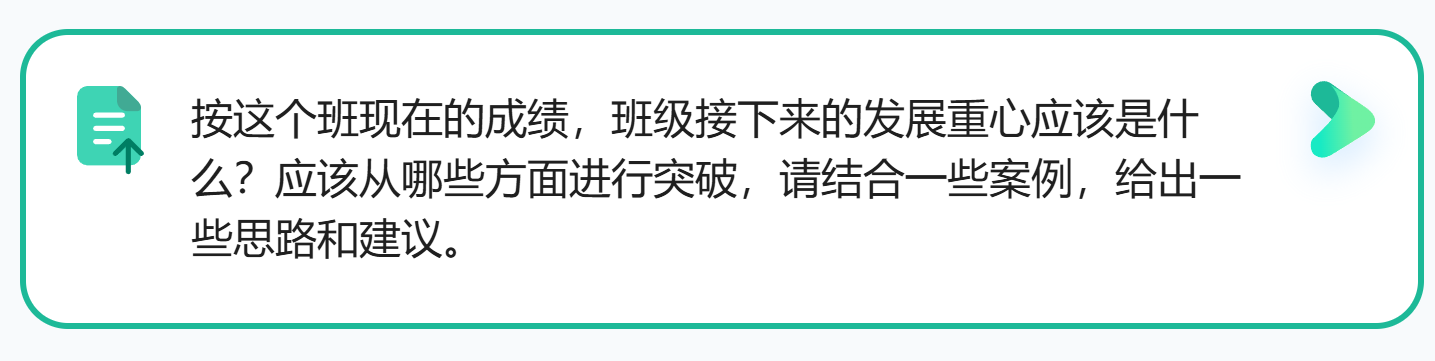 按这个班现在的成绩，班级接下来的发展重心应该是什
么？应该从哪些方面进行突破，请结合一些案例，给出一
些思路和建议。